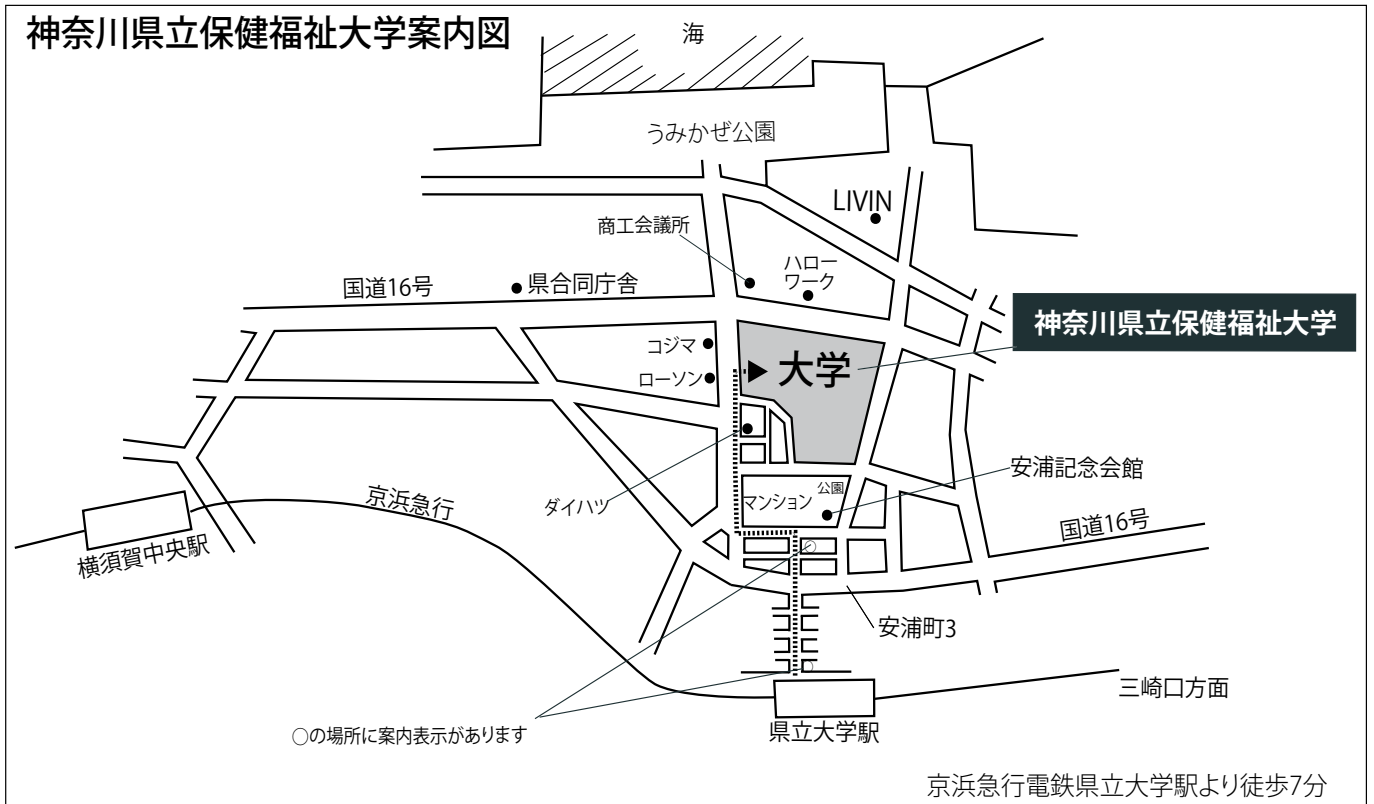 神奈川県立保健福祉大学案内図
海
うみかぜ公園
LIVIN
商工会議所
ハロー
ワーク
国道16号
県合同庁舎
神奈川県立保健福祉大学
コジマ
大学
ローソン
安浦記念会館
公園
マンション
ダイハツ
京浜急行
国道16号
横須賀中央駅
安浦町3
三崎口方面
県立大学駅
○の場所に案内表示があります
京浜急行電鉄県立大学駅より徒歩7分